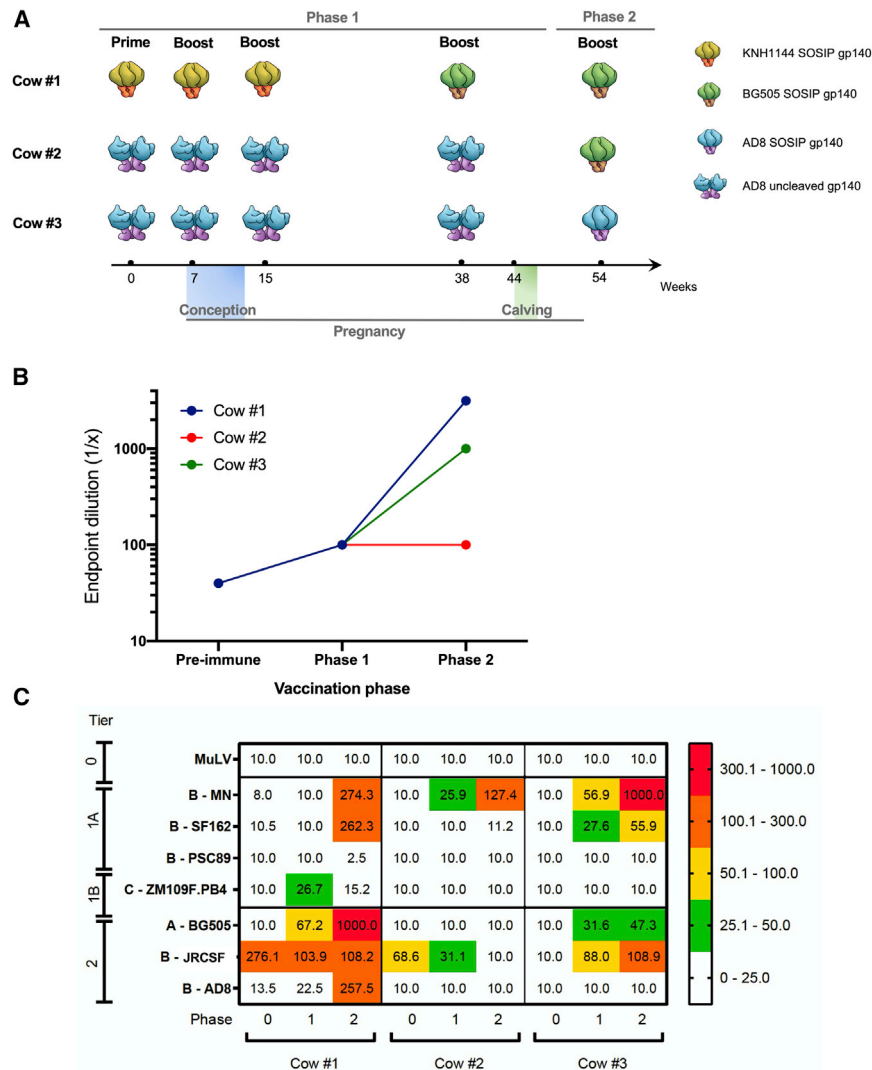 A
Phase 1 Phase 2
Prime Boost Boost Boost Boost
Cow #1
Cow #2
Cow #3
KNH1144 SOSIP gp140
BG505 SOSIP gp140
AD8 SOSIP gp140
AD8 uncleaved gp140
0 7 15 38 44 54
Weeks
Conception Calving
Pregnancy
B
Endpoint dilution (1/x)
1000
100
10
Cow #1
Cow #2
Cow #3
Pre-immune Phase 1 Phase 2
Vaccination phase
C
Tier
0
1A
1B
2
MuLV 10.0 10.0 10.0 10.0 10.0 10.0 10.0 10.0 10.0
B - MN 8.0 10.0 274.3 10.0 25.9 127.4 10.0 56.9 1000.0
B - SF162 10.5 10.0 262.3 10.0 10.0 11.2 10.0 27.6 55.9
B - PSC89 10.0 10.0 2.5 10.0 10.0 10.0 10.0 10.0 10.0
C - ZM109F.PB4 10.0 26.7 15.2 10.0 10.0 10.0 10.0 10.0 10.0
A - BG505 10.0 67.2 1000.0 10.0 10.0 10.0 10.0 31.6 47.3
B - JRCSF 276.1 103.9 108.2 68.6 31.1 10.0 10.0 88.0 108.9
B - AD8 13.5 22.5 257.5 10.0 10.0 10.0 10.0 10.0 10.0
Phase 0 1 2 0 1 2 0 1 2
Cow #1 Cow #2 Cow #3
300.1 - 1000.0
100.1 - 300.0
50.1 - 100.0
25.1 - 50.0
0 - 25.0